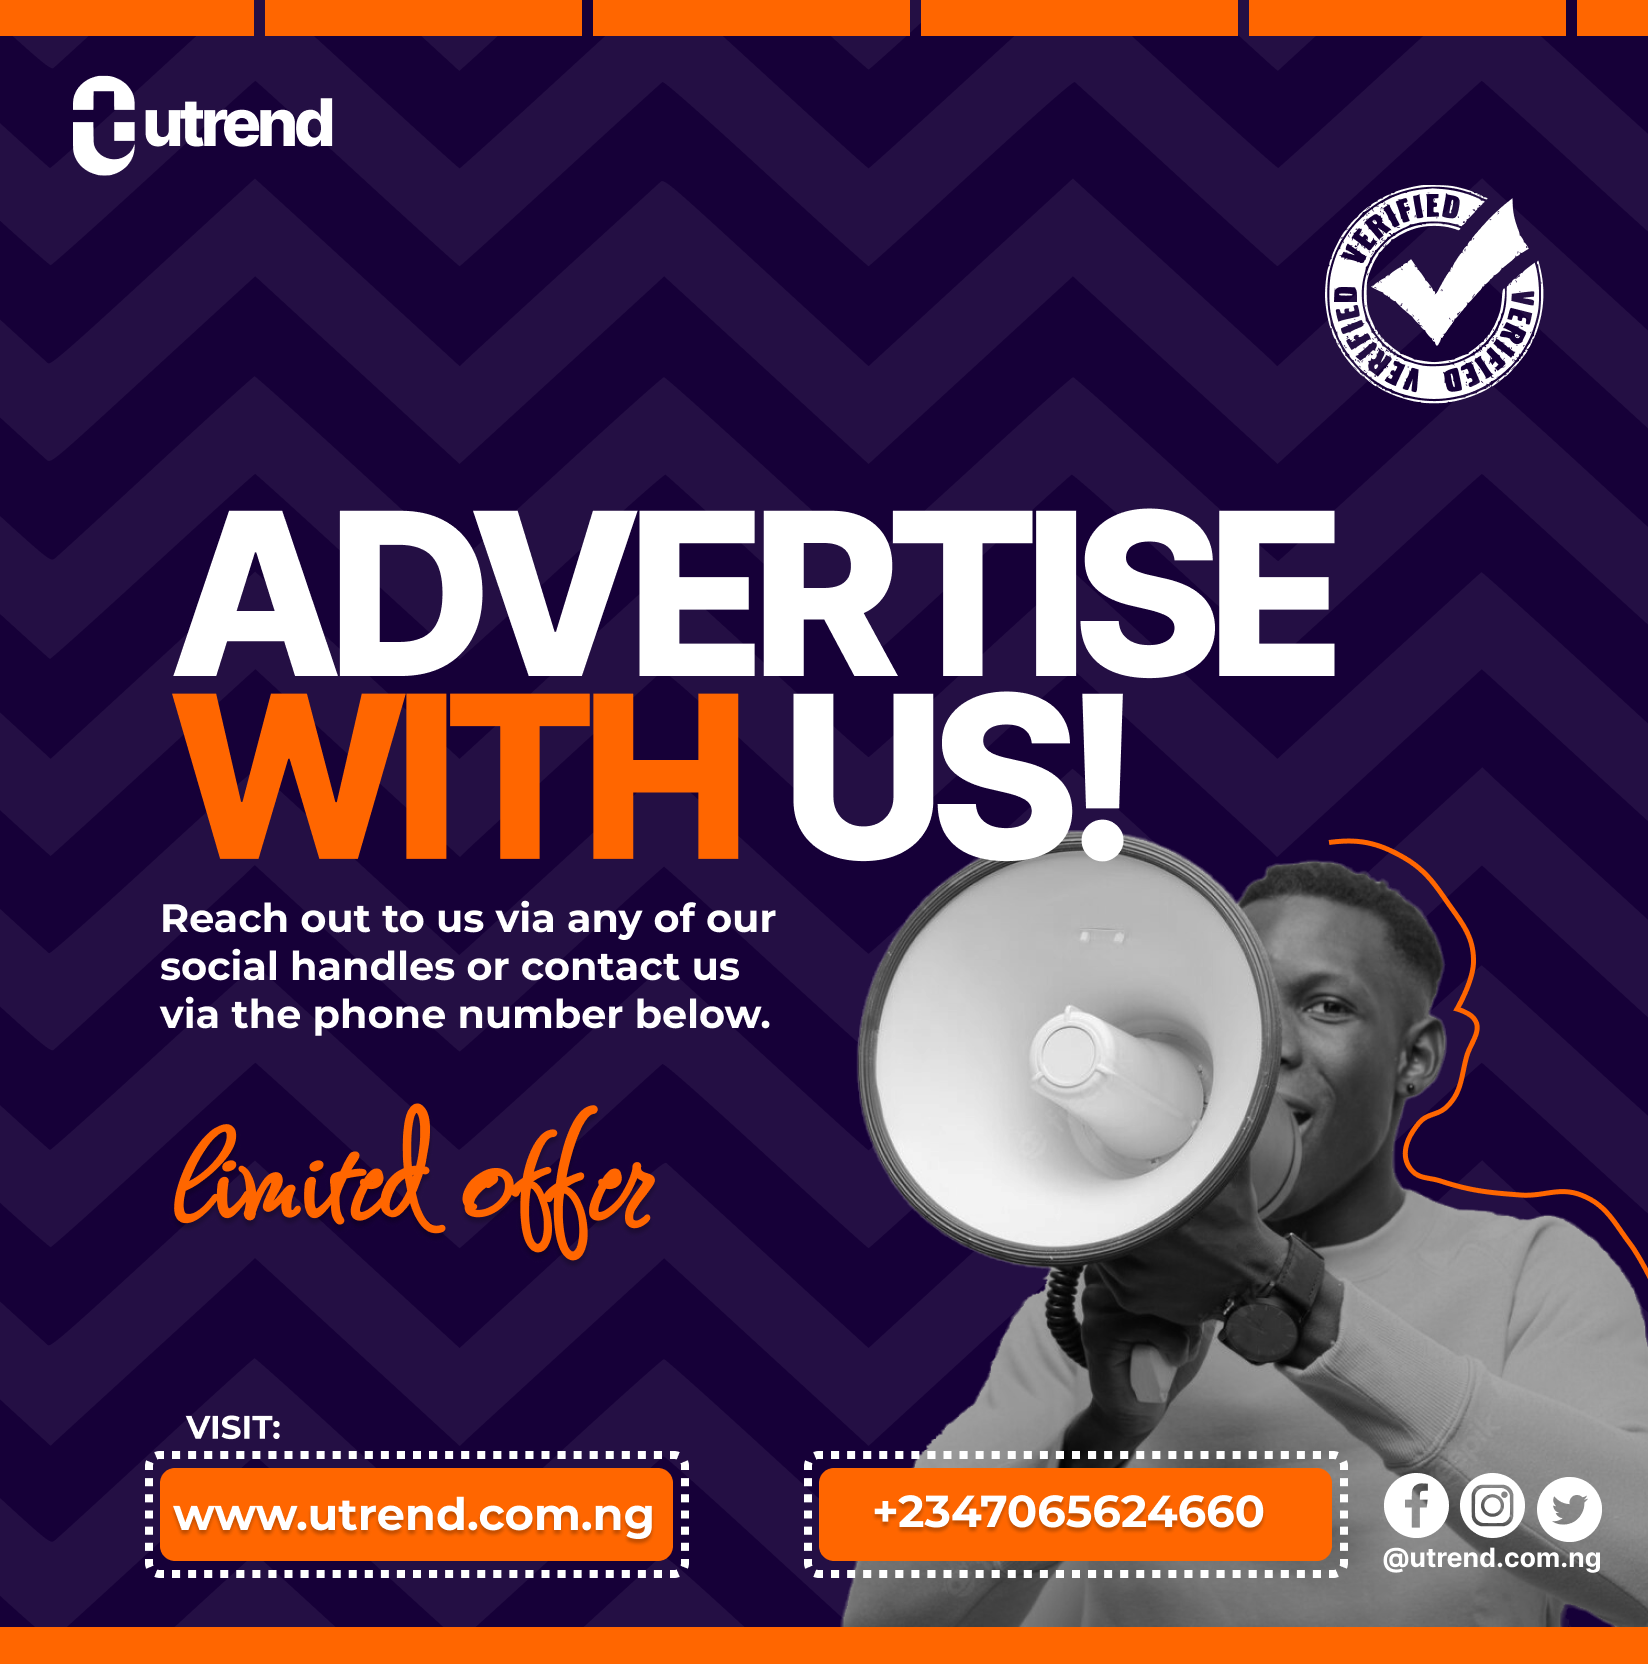 utrend
VERIFIED VERIFIED VERIFIED VERIFIED
ADVERTISE
WITH US!
Reach out to us via any of our
social handles or contact us
via the phone number below.
limited offer
VISIT:
www.utrend.com.ng
+2347065624660
@utrend.com.ng